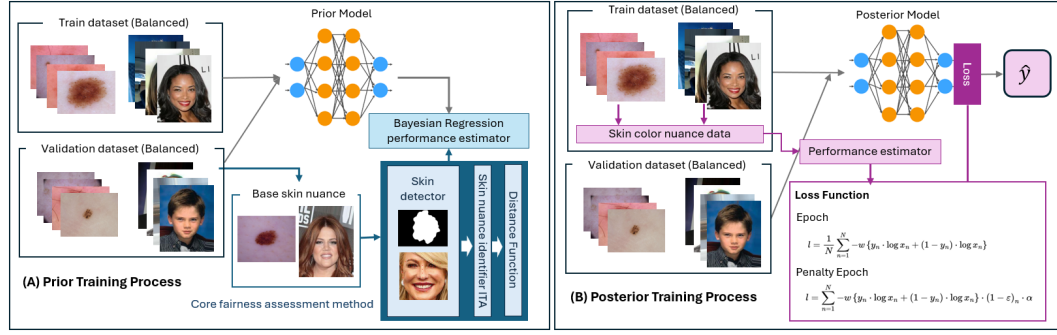 Train dataset (Balanced)
LI
Prior Model
Bayesian Regression
performance estimator
Validation dataset (Balanced)
Base skin nuance
Skin
detector
Skin nuance identifier ITA
Distance Function
(A) Prior Training Process
Core fairness assessment method
Train dataset (Balanced)
LI
Posterior Model
Loss
ŷ
Skin color nuance data
Performance estimator
Validation dataset (Balanced)
Loss Function
Epoch
l = 1/N ∑_{n=1}^{N} −w {y_n · log x_n + (1 − y_n) · log x_n}
Penalty Epoch
l = ∑_{n=1}^{N} −w {y_n · log x_n + (1 − y_n) · log x_n} · (1 − ε)_n · α
(B) Posterior Training Process